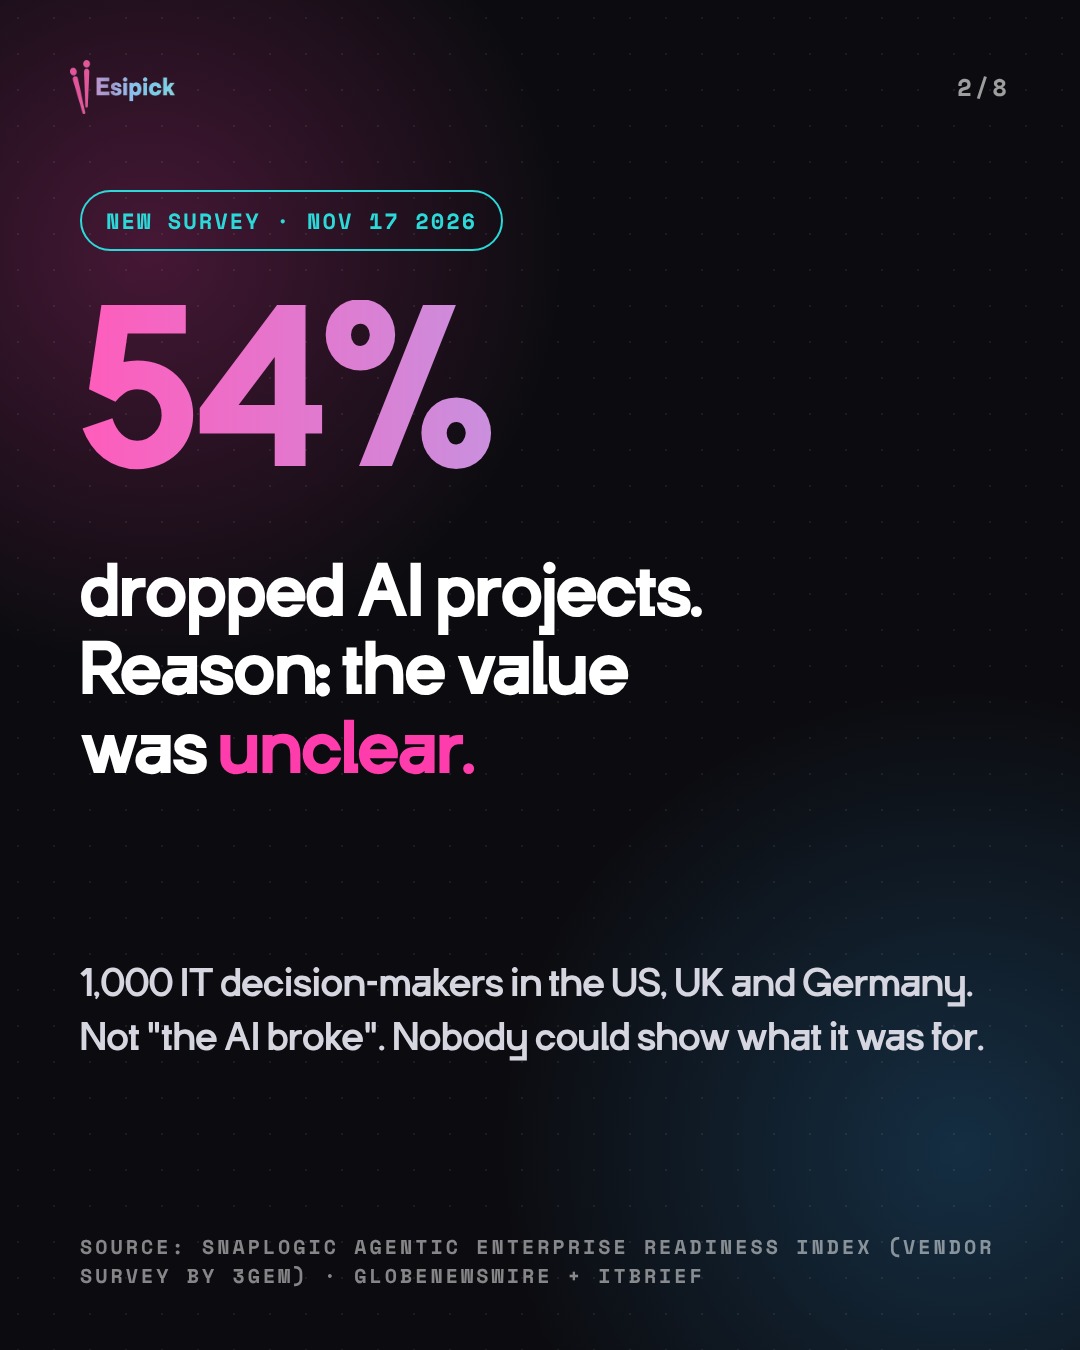 Esipick
2/8
NEW SURVEY · NOV 17 2026
54%
dropped AI projects.
Reason: the value
was unclear.
1,000 IT decision-makers in the US, UK and Germany.
Not "the AI broke". Nobody could show what it was for.
SOURCE: SNAPLOGIC AGENTIC ENTERPRISE READINESS INDEX (VENDOR
SURVEY BY 3GEM) · GLOBENEWSWIRE + ITBRIEF